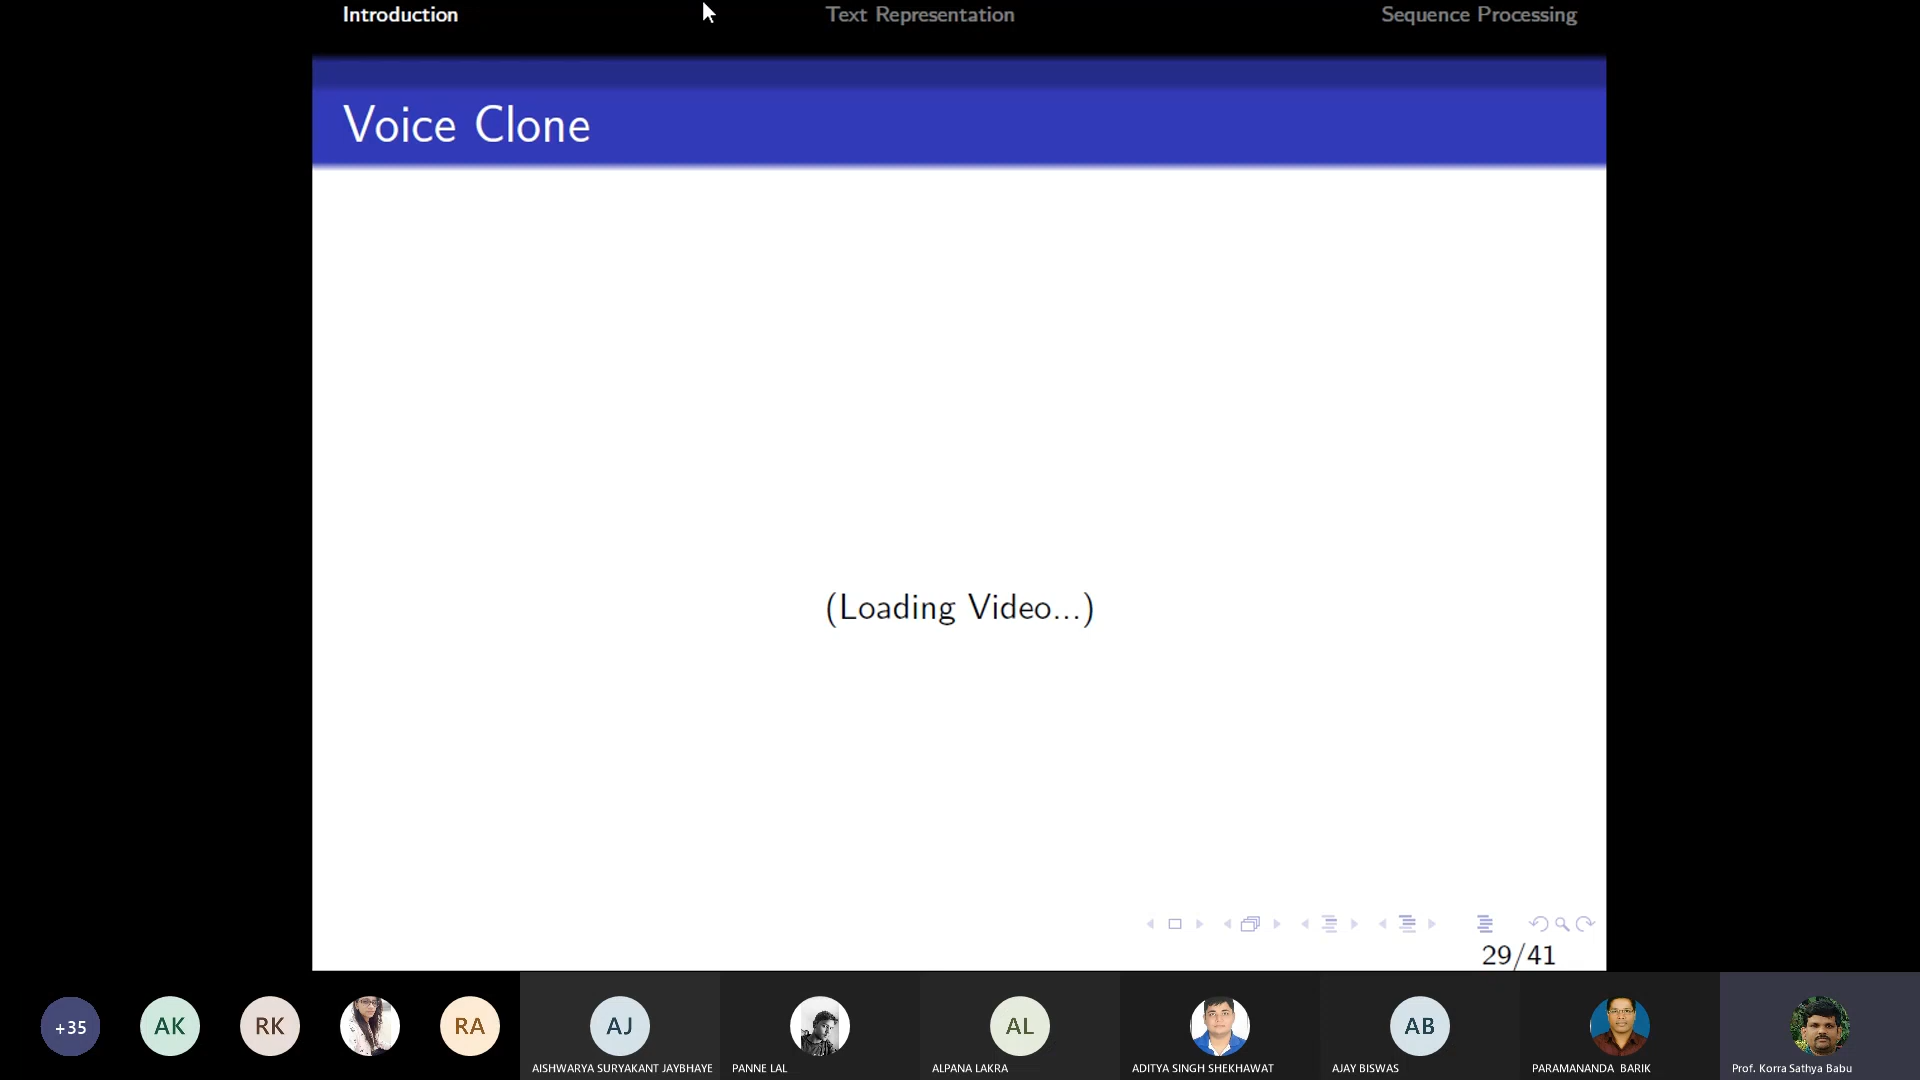 Introduction
Text Representation
Sequence Processing
Voice Clone
(Loading Video...)
29/41
+35
AK
RK
RA
AJ
AL
AB
AISHWARYA SURYAKANT JAYBHAYE
PANNE LAL
ALPANA LAKRA
ADITYA SINGH SHEKHAWAT
AJAY BISWAS
PARAMANANDA BARIK
Prof. Korra Sathya Babu